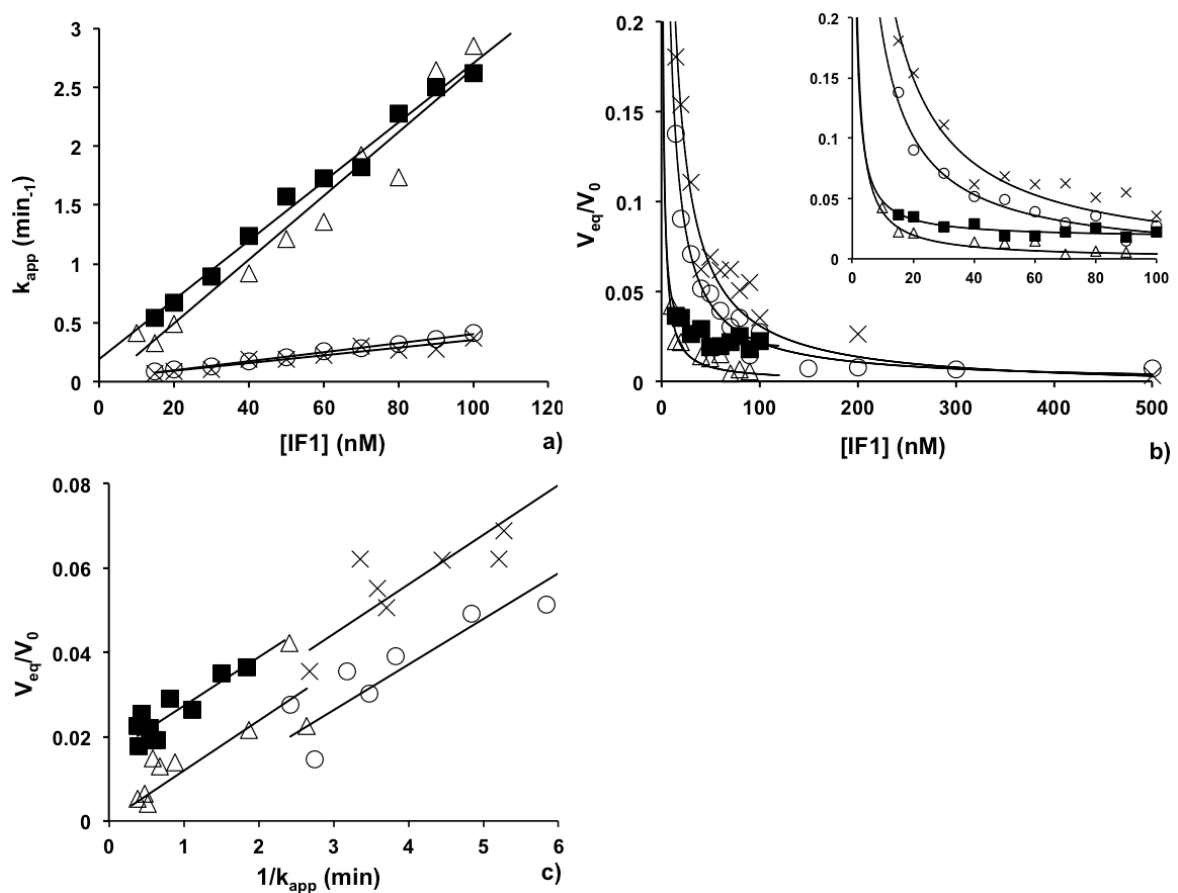 3
2.5
2
1.5
1
0.5
0
k_app (min-1)
0 20 40 60 80 100 120
[IF1] (nM)
a)
0.2
0.15
0.1
0.05
0
V_eq/V_0
0 100 200 300 400 500
[IF1] (nM)
b)
0.2
0.15
0.1
0.05
0
0 20 40 60 80 100
0.08
0.06
0.04
0.02
0
V_eq/V_0
0 1 2 3 4 5 6
1/k_app (min)
c)